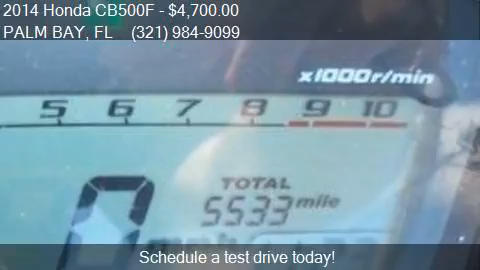 2014 Honda CB500F - $4,700.00
PALM BAY, FL (321) 984-9099
x1000r/min
5 6 7 8 9 10
TOTAL
5533 mile
0
Schedule a test drive today!